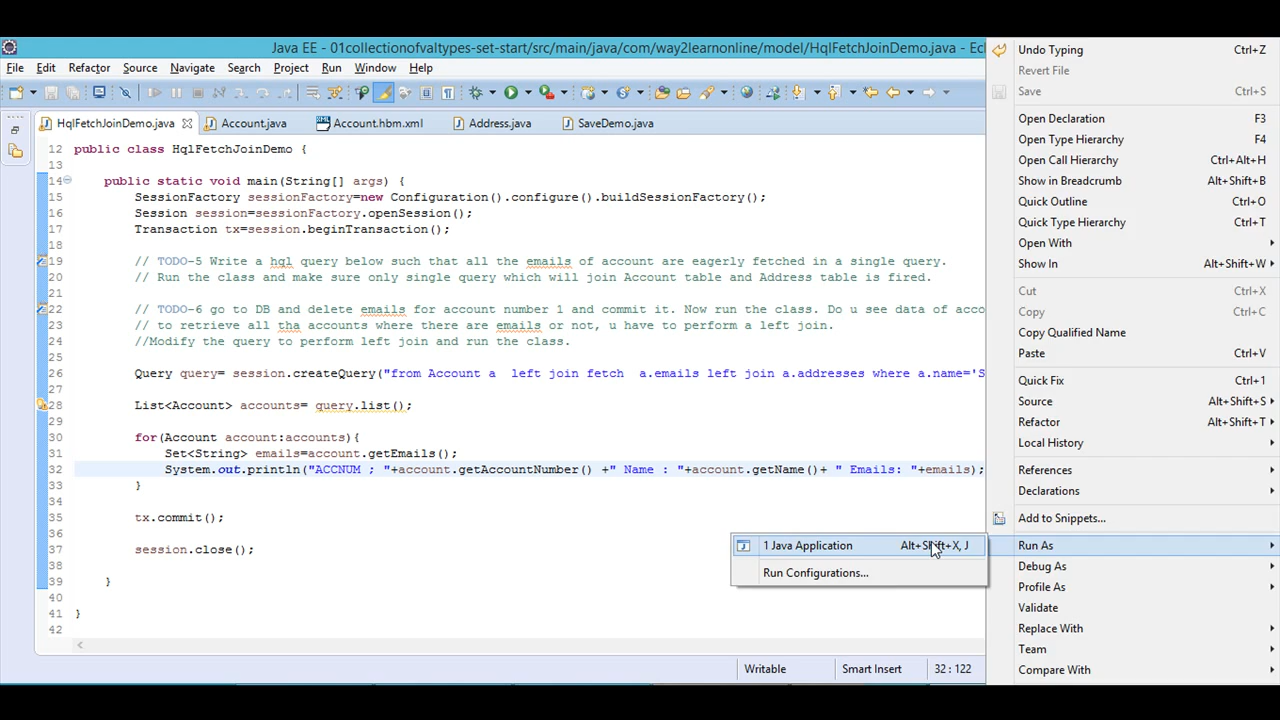 Java EE - 01collectionofvaltypes-set-start/src/main/java/com/way2learnonline/model/HqlFetchJoinDemo.java - Ec
File Edit Refactor Source Navigate Search Project Run Window Help
HqlFetchJoinDemo.java Account.java Account.hbm.xml Address.java SaveDemo.java
12 public class HqlFetchJoinDemo {
13
14 public static void main(String[] args) {
15 SessionFactory sessionFactory=new Configuration().configure().buildSessionFactory();
16 Session session=sessionFactory.openSession();
17 Transaction tx=session.beginTransaction();
18
19 // TODO-5 Write a hql query below such that all the emails of account are eagerly fetched in a single query.
20 // Run the class and make sure only single query which will join Account table and Address table is fired.
21
22 // TODO-6 go to DB and delete emails for account number 1 and commit it. Now run the class. Do u see data of acco
23 // to retrieve all tha accounts where there are emails or not, u have to perform a left join.
24 //Modify the query to perform left join and run the class.
25
26 Query query= session.createQuery("from Account a left join fetch a.emails left join a.addresses where a.name='S
27
28 List<Account> accounts= query.list();
29
30 for(Account account:accounts){
31 Set<String> emails=account.getEmails();
32 System.out.println("ACCNUM ; "+account.getAccountNumber() +" Name : "+account.getName()+ " Emails: "+emails);
33 }
34
35 tx.commit();
36
37 session.close();
38
39 }
40
41 }
42
Writable Smart Insert 32 : 122
1 Java Application Alt+Shift+X, J
Run Configurations...
Undo Typing Ctrl+Z
Revert File
Save Ctrl+S
Open Declaration F3
Open Type Hierarchy F4
Open Call Hierarchy Ctrl+Alt+H
Show in Breadcrumb Alt+Shift+B
Quick Outline Ctrl+O
Quick Type Hierarchy Ctrl+T
Open With
Show In Alt+Shift+W
Cut Ctrl+X
Copy Ctrl+C
Copy Qualified Name
Paste Ctrl+V
Quick Fix Ctrl+1
Source Alt+Shift+S
Refactor Alt+Shift+T
Local History
References
Declarations
Add to Snippets...
Run As
Debug As
Profile As
Validate
Replace With
Team
Compare With